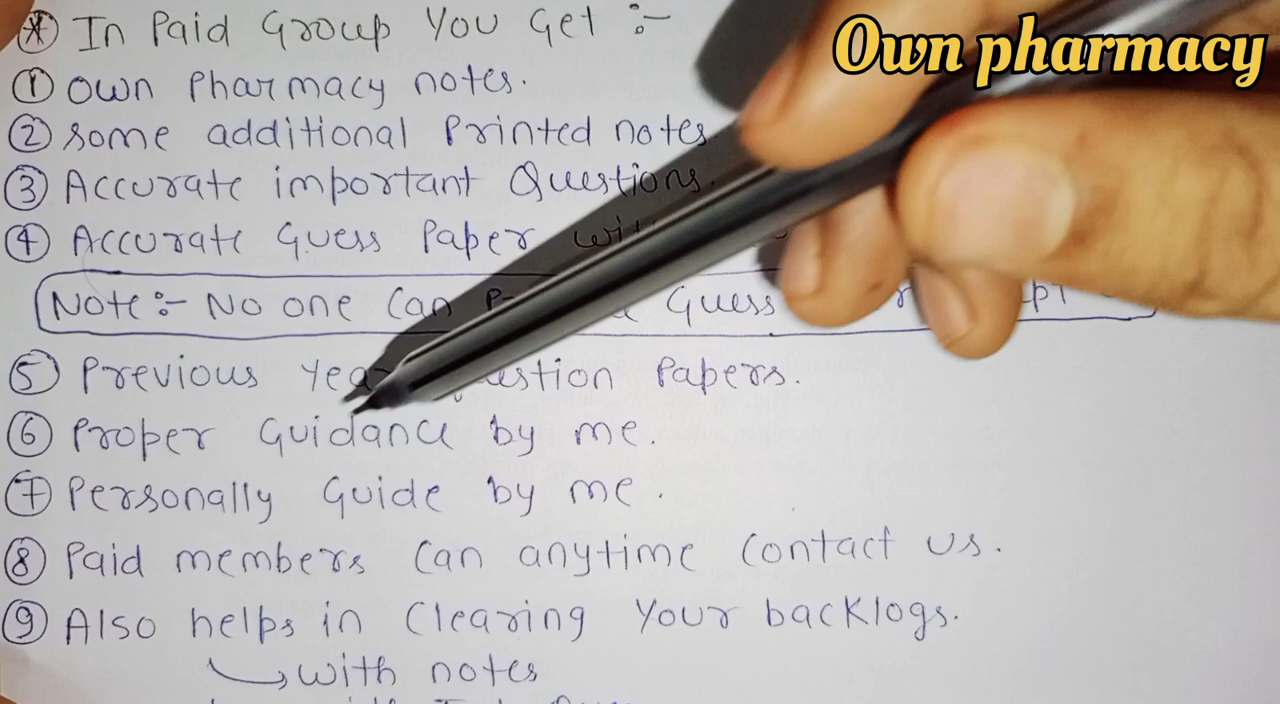 Own pharmacy
* In Paid Group You Get :-
1 Own Pharmacy notes.
2 Some additional Printed notes.
3 Accurate important Questions.
4 Accurate Guess Paper
Note :- No one Can Guess
5 Previous Year Question Papers.
6 Proper Guidance by me.
7 Personally Guide by me.
8 Paid members Can anytime Contact us.
9 Also helps in Clearing Your backlogs.
↳ with notes